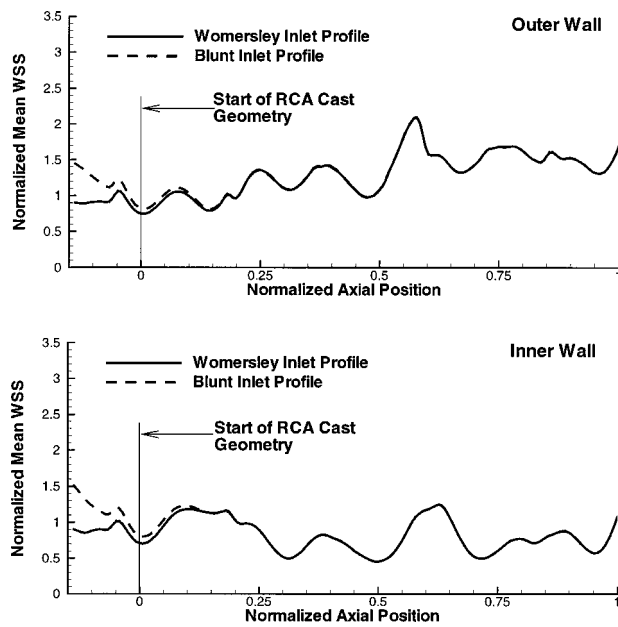 3.5
Outer Wall
Womersley Inlet Profile
3
Blunt Inlet Profile
2.5
Start of RCA Cast
Geometry
2
1.5
1
0.5
0
Normalized Mean WSS
0
0.25
0.5
0.75
1
Normalized Axial Position
3.5
Inner Wall
Womersley Inlet Profile
3
Blunt Inlet Profile
2.5
Start of RCA Cast
Geometry
2
1.5
1
0.5
0
Normalized Mean WSS
0
0.25
0.5
0.75
1
Normalized Axial Position